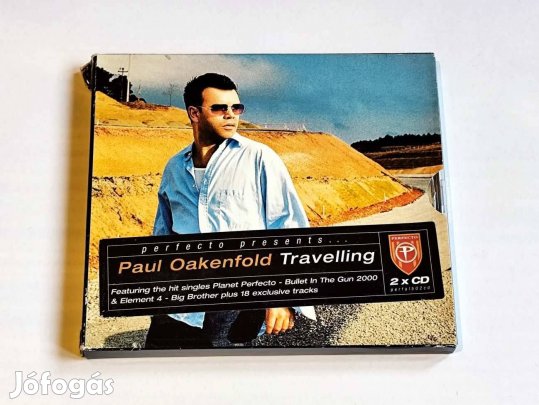 perfecto presents...
Paul Oakenfold Travelling
Featuring the hit singles Planet Perfecto - Bullet In The Gun 2000
& Element 4 - Big Brother plus 18 exclusive tracks
PERFECTO
2 x CD
perfalb02cd
Jófogás